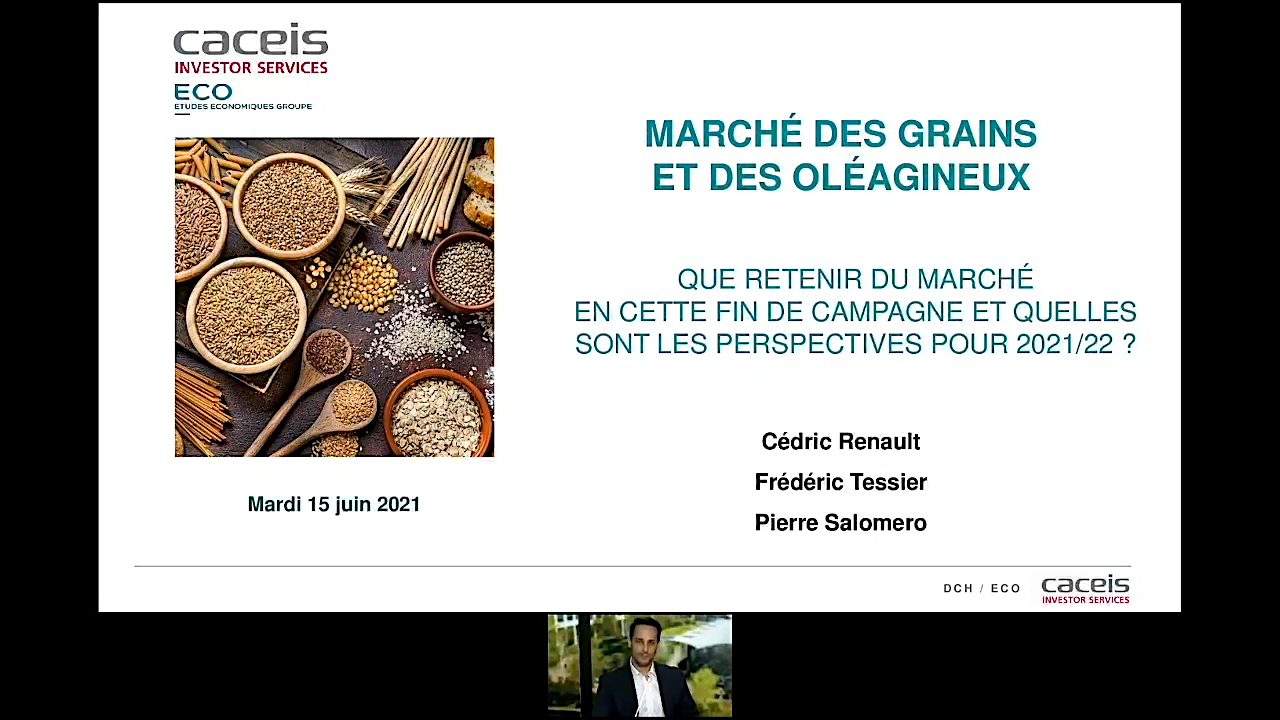 caceis
INVESTOR SERVICES
ECO
ETUDES ECONOMIQUES GROUPE
MARCHÉ DES GRAINS
ET DES OLÉAGINEUX
QUE RETENIR DU MARCHÉ
EN CETTE FIN DE CAMPAGNE ET QUELLES
SONT LES PERSPECTIVES POUR 2021/22 ?
Cédric Renault
Frédéric Tessier
Pierre Salomero
Mardi 15 juin 2021
DCH / ECO
caceis
INVESTOR SERVICES